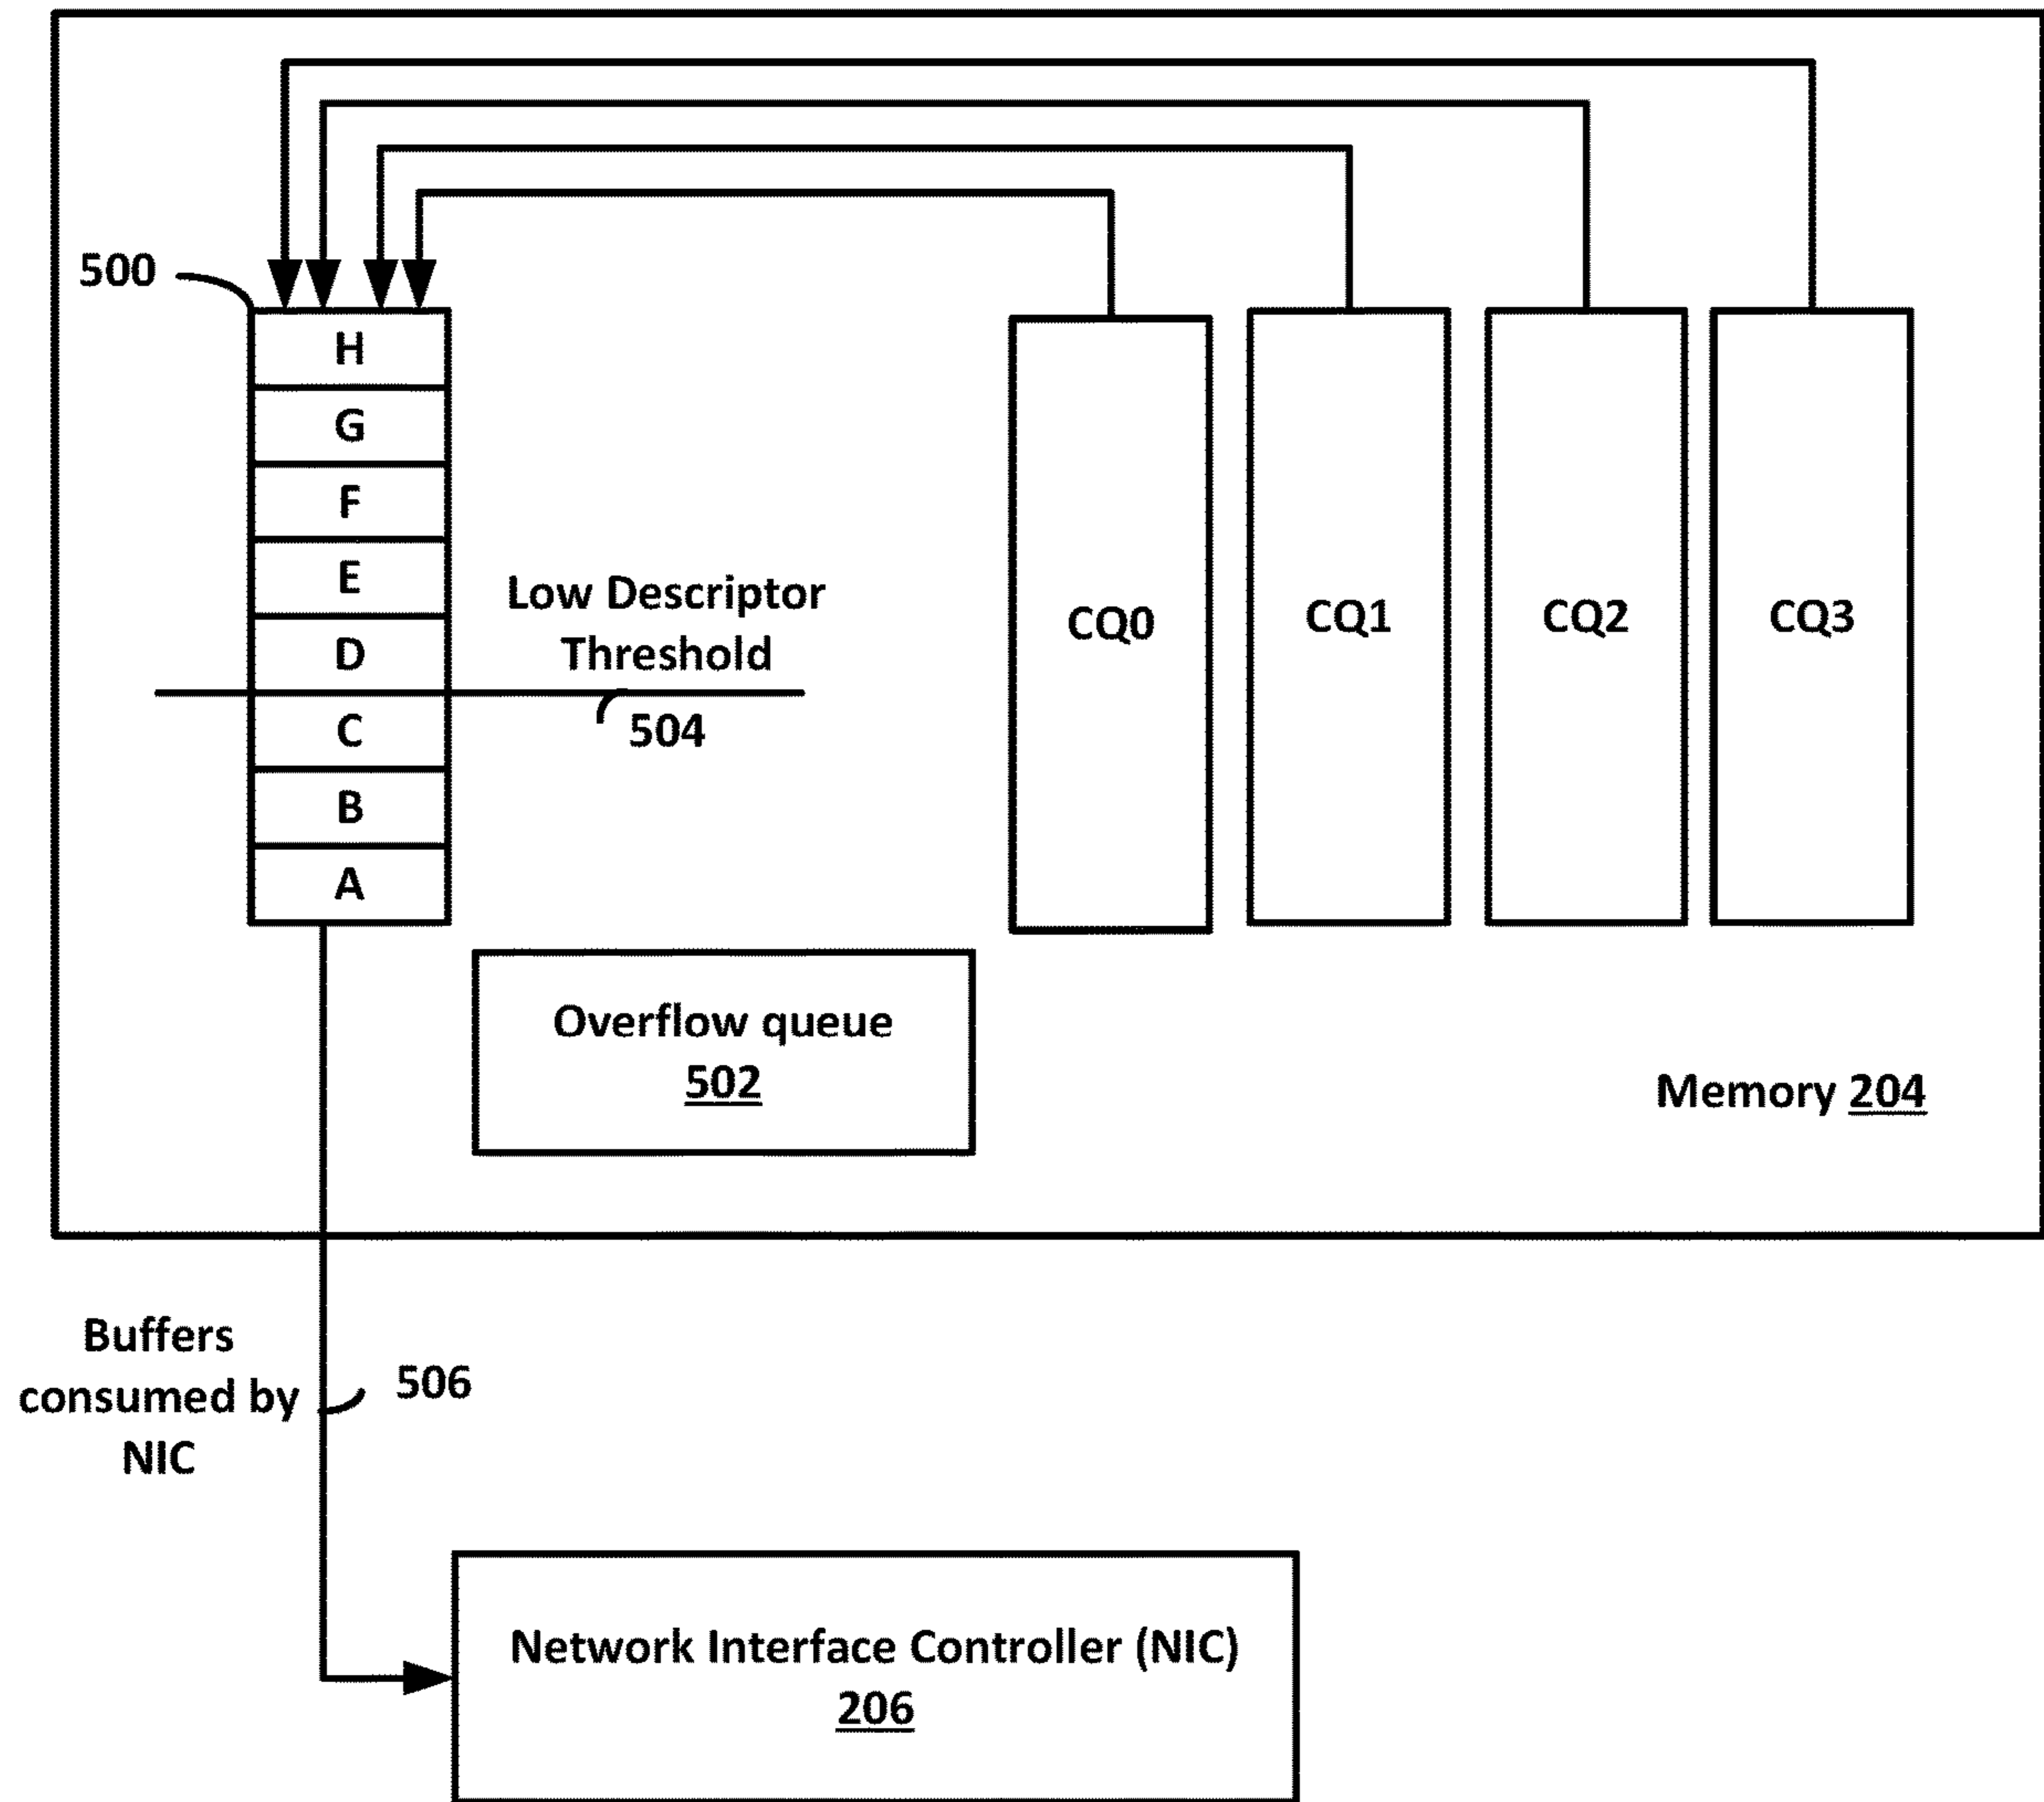 500
H
G
F
E
D
C
B
A
Low Descriptor
Threshold
504
CQ0
CQ1
CQ2
CQ3
Overflow queue
502
Memory 204
Buffers
consumed by
NIC
506
Network Interface Controller (NIC)
206